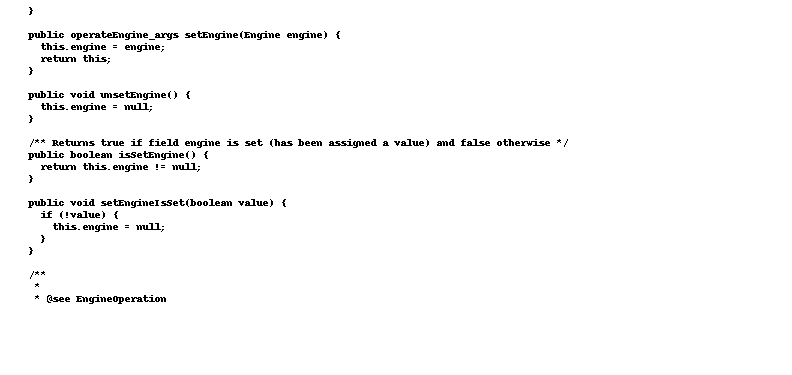 }

public operateEngine_args setEngine(Engine engine) {
  this.engine = engine;
  return this;
}

public void unsetEngine() {
  this.engine = null;
}

/** Returns true if field engine is set (has been assigned a value) and false otherwise */
public boolean isSetEngine() {
  return this.engine != null;
}

public void setEngineIsSet(boolean value) {
  if (!value) {
    this.engine = null;
  }
}

/**
 *
 * @see EngineOperation